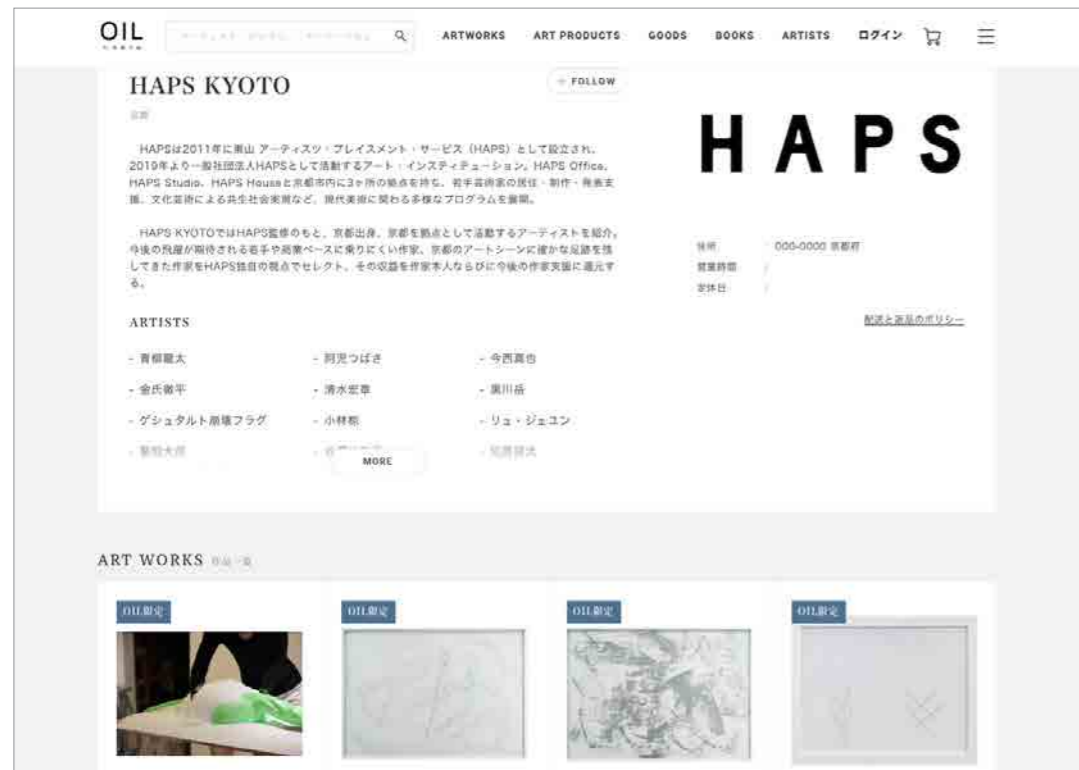 OIL
ARTWORKS ART PRODUCTS GOODS BOOKS ARTISTS ログイン
HAPS KYOTO
+ FOLLOW
京都
HAPS
HAPSは2011年に東山 アーティスツ・プレイスメント・サービス（HAPS）として設立され、
2019年より一般社団法人HAPSとして活動するアート・インスティテューション。HAPS Office、
HAPS Studio、HAPS Houseと京都市内に3ヶ所の拠点を持ち、若手芸術家の居住・制作・発表支
援、文化芸術による共生社会実現など、現代美術に関わる多様なプログラムを展開。
HAPS KYOTOではHAPS監修のもと、京都出身、京都を拠点として活動するアーティストを紹介。
今後の飛躍が期待される若手や商業ベースに乗りにくい作家、京都のアートシーンに確かな足跡を残
してきた作家をHAPS独自の視点でセレクト、その収益を作家本人ならびに今後の作家支援に還元す
る。
住所 : 000-0000 京都府
営業時間 :
定休日 :
配送と返品のポリシー
ARTISTS
- 青柳龍太 - 阿児つばさ - 今西真也
- 金氏徹平 - 清水宏章 - 黒川岳
- ゲシュタルト崩壊フラグ - 小林椋 - リュ・ジェユン
MORE
ART WORKS 作品一覧
OIL限定 OIL限定 OIL限定 OIL限定